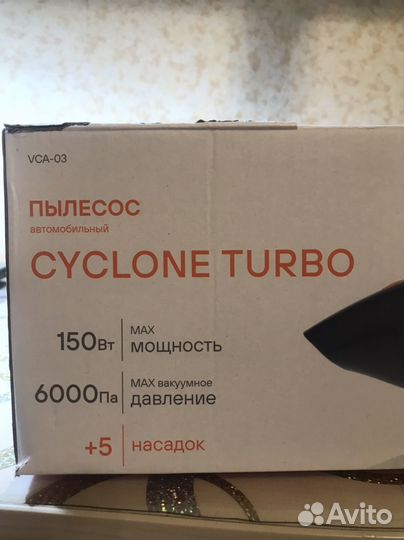 VCA-03
ПЫЛЕСОС
автомобильный
CYCLONE TURBO
150Вт
MAX
мощность
6000Па
MAX вакуумное
давление
+5 насадок
Avito